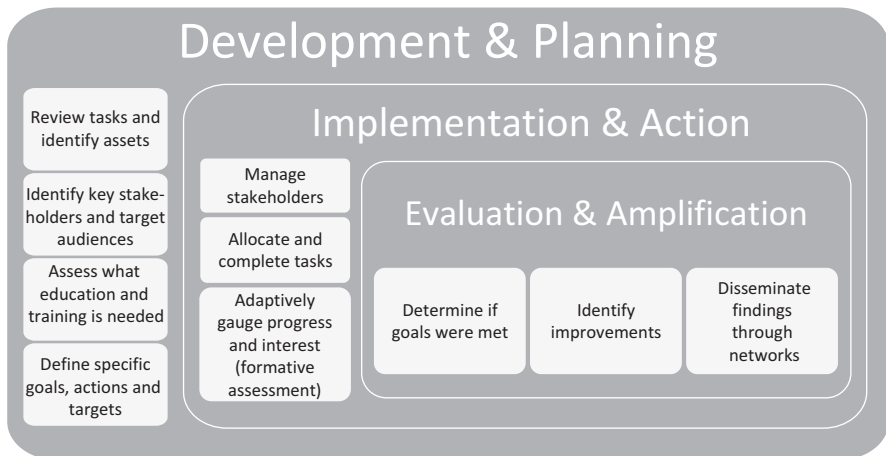 Development & Planning
Review tasks and
identify assets
Identify key stake-
holders and target
audiences
Assess what
education and
training is needed
Define specific
goals, actions and
targets
Implementation & Action
Manage
stakeholders
Allocate and
complete tasks
Adaptively
gauge progress
and interest
(formative
assessment)
Evaluation & Amplification
Determine if
goals were met
Identify
improvements
Disseminate
findings
through
networks